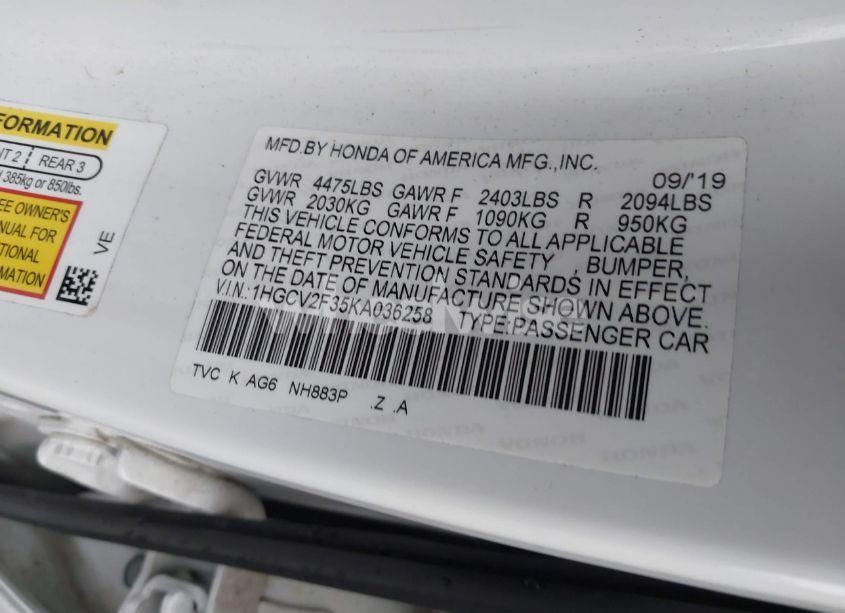 FORMATION
REAR 3
385kg or 850lbs.
EE OWNER'S
NUAL FOR
TIONAL
MATION
VE
MFD.BY HONDA OF AMERICA MFG.,INC. 09/'19
GVWR 4475LBS GAWR F 2403LBS R 2094LBS
GVWR 2030KG GAWR F 1090KG R 950KG
THIS VEHICLE CONFORMS TO ALL APPLICABLE
FEDERAL MOTOR VEHICLE SAFETY , BUMPER,
AND THEFT PREVENTION STANDARDS IN EFFECT
ON THE DATE OF MANUFACTURE SHOWN ABOVE.
V.I.N.:1HGCV2F35KA036258 TYPE:PASSENGER CAR
TVC K AG6 NH883P .Z .A
HONDA